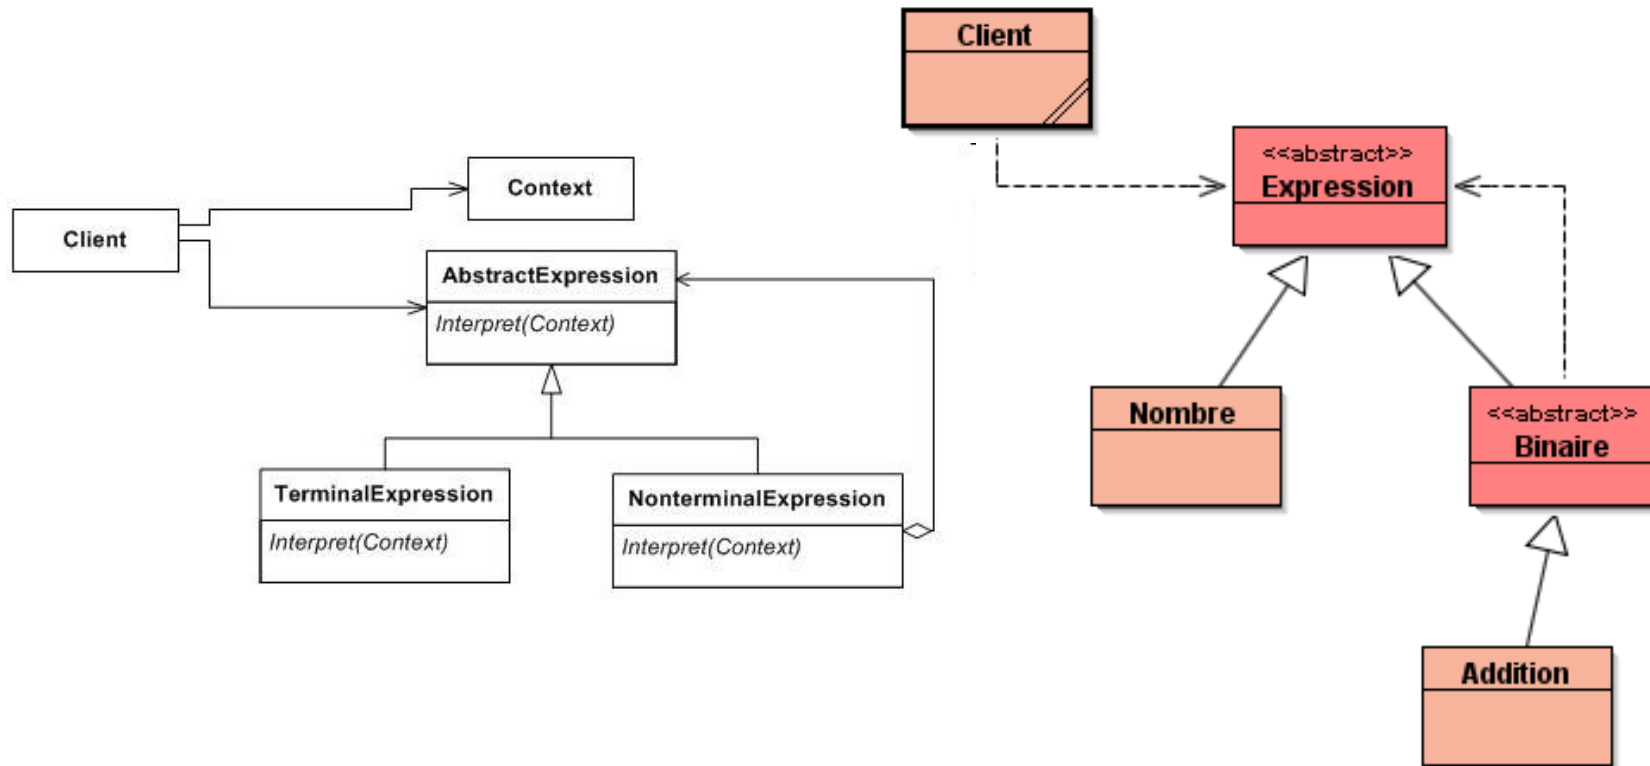 Client
Context
AbstractExpression
Interpret(Context)
TerminalExpression
Interpret(Context)
NonterminalExpression
Interpret(Context)
Client
<<abstract>>
Expression
Nombre
<<abstract>>
Binaire
Addition